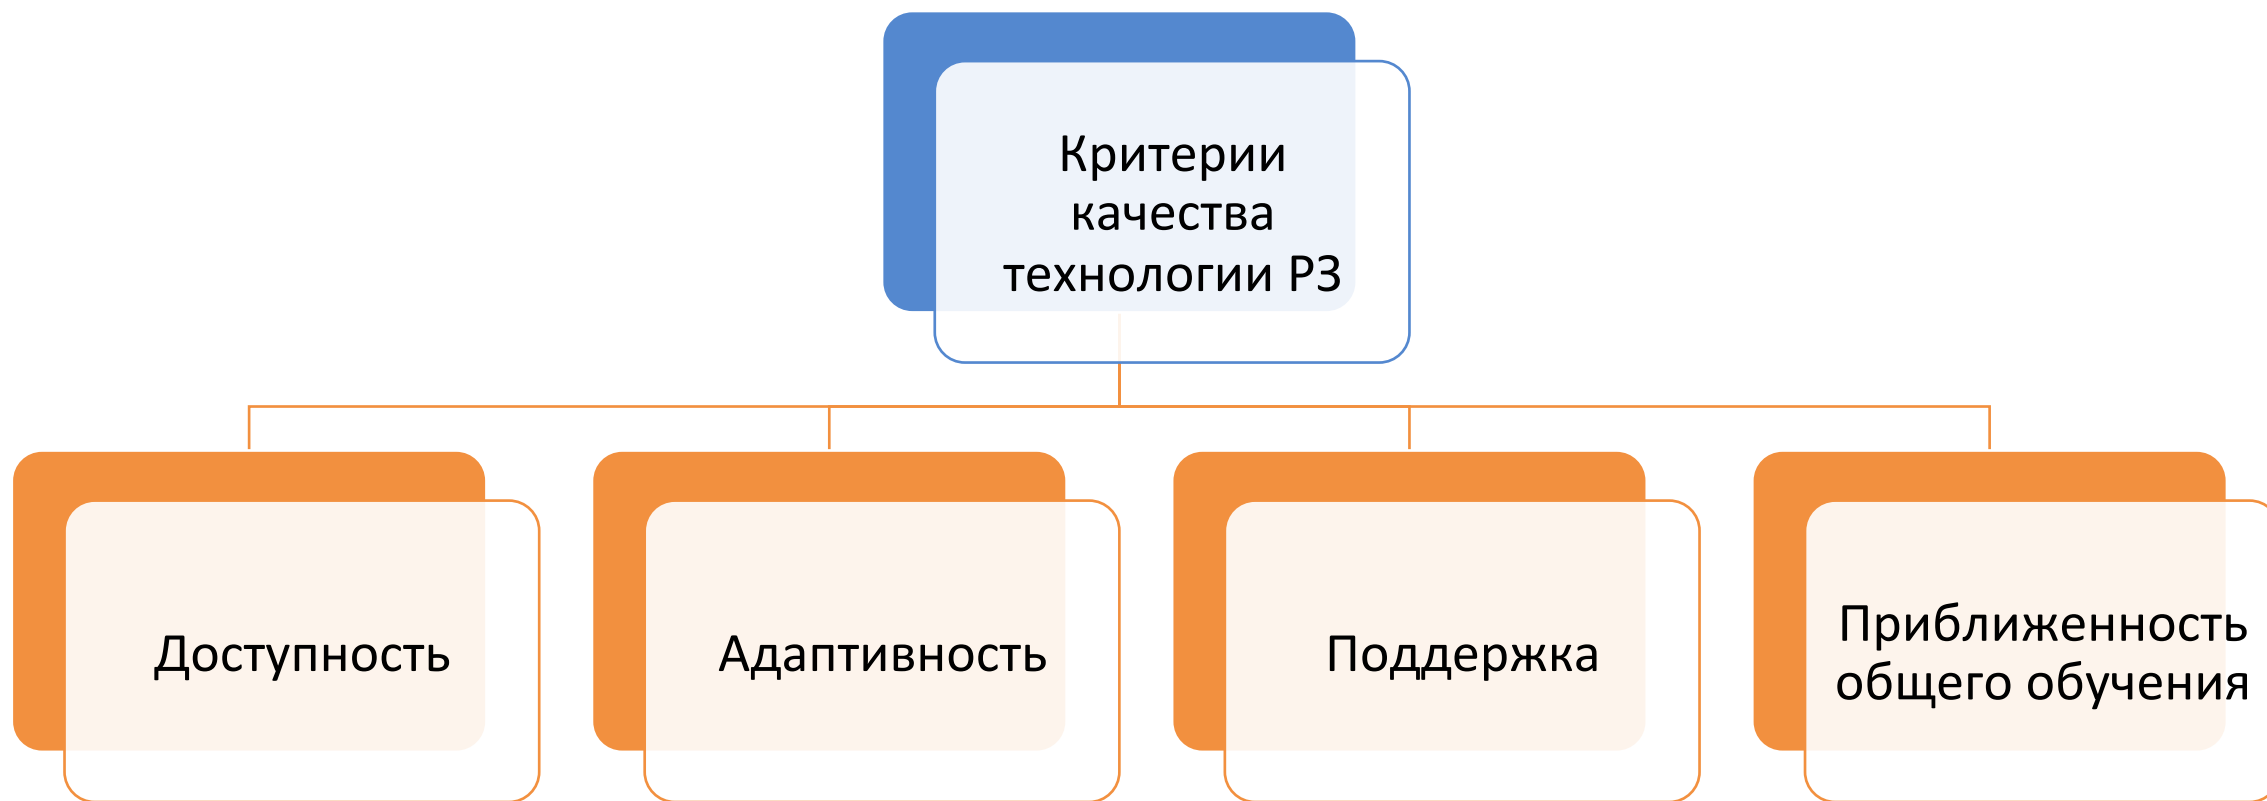 Критерии
качества
технологии РЗ
Доступность
Адаптивность
Поддержка
Приближенность
общего обучения